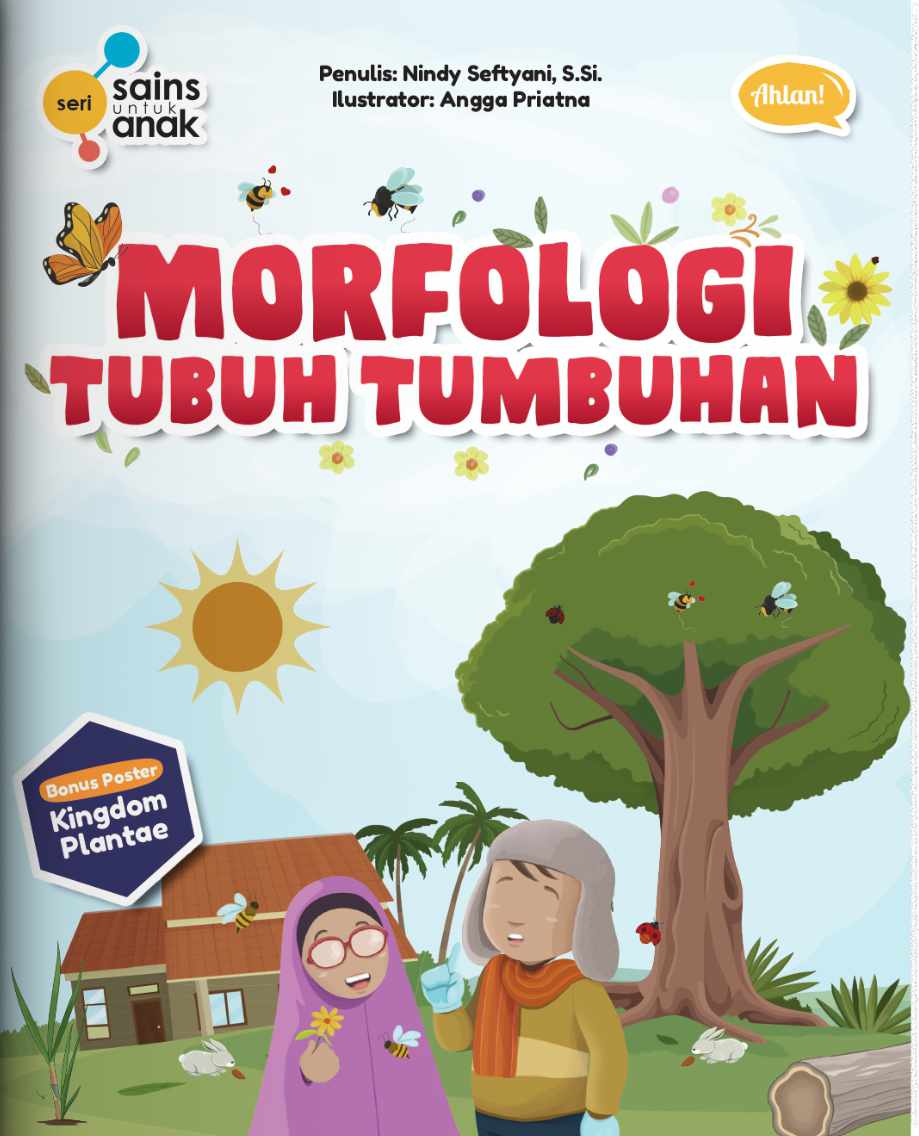 seri
sains
untuk
anak
Penulis: Nindy Seftyani, S.Si.
Ilustrator: Angga Priatna
Ahlan!
MORFOLOGI
TUBUH TUMBUHAN
Bonus Poster
Kingdom
Plantae